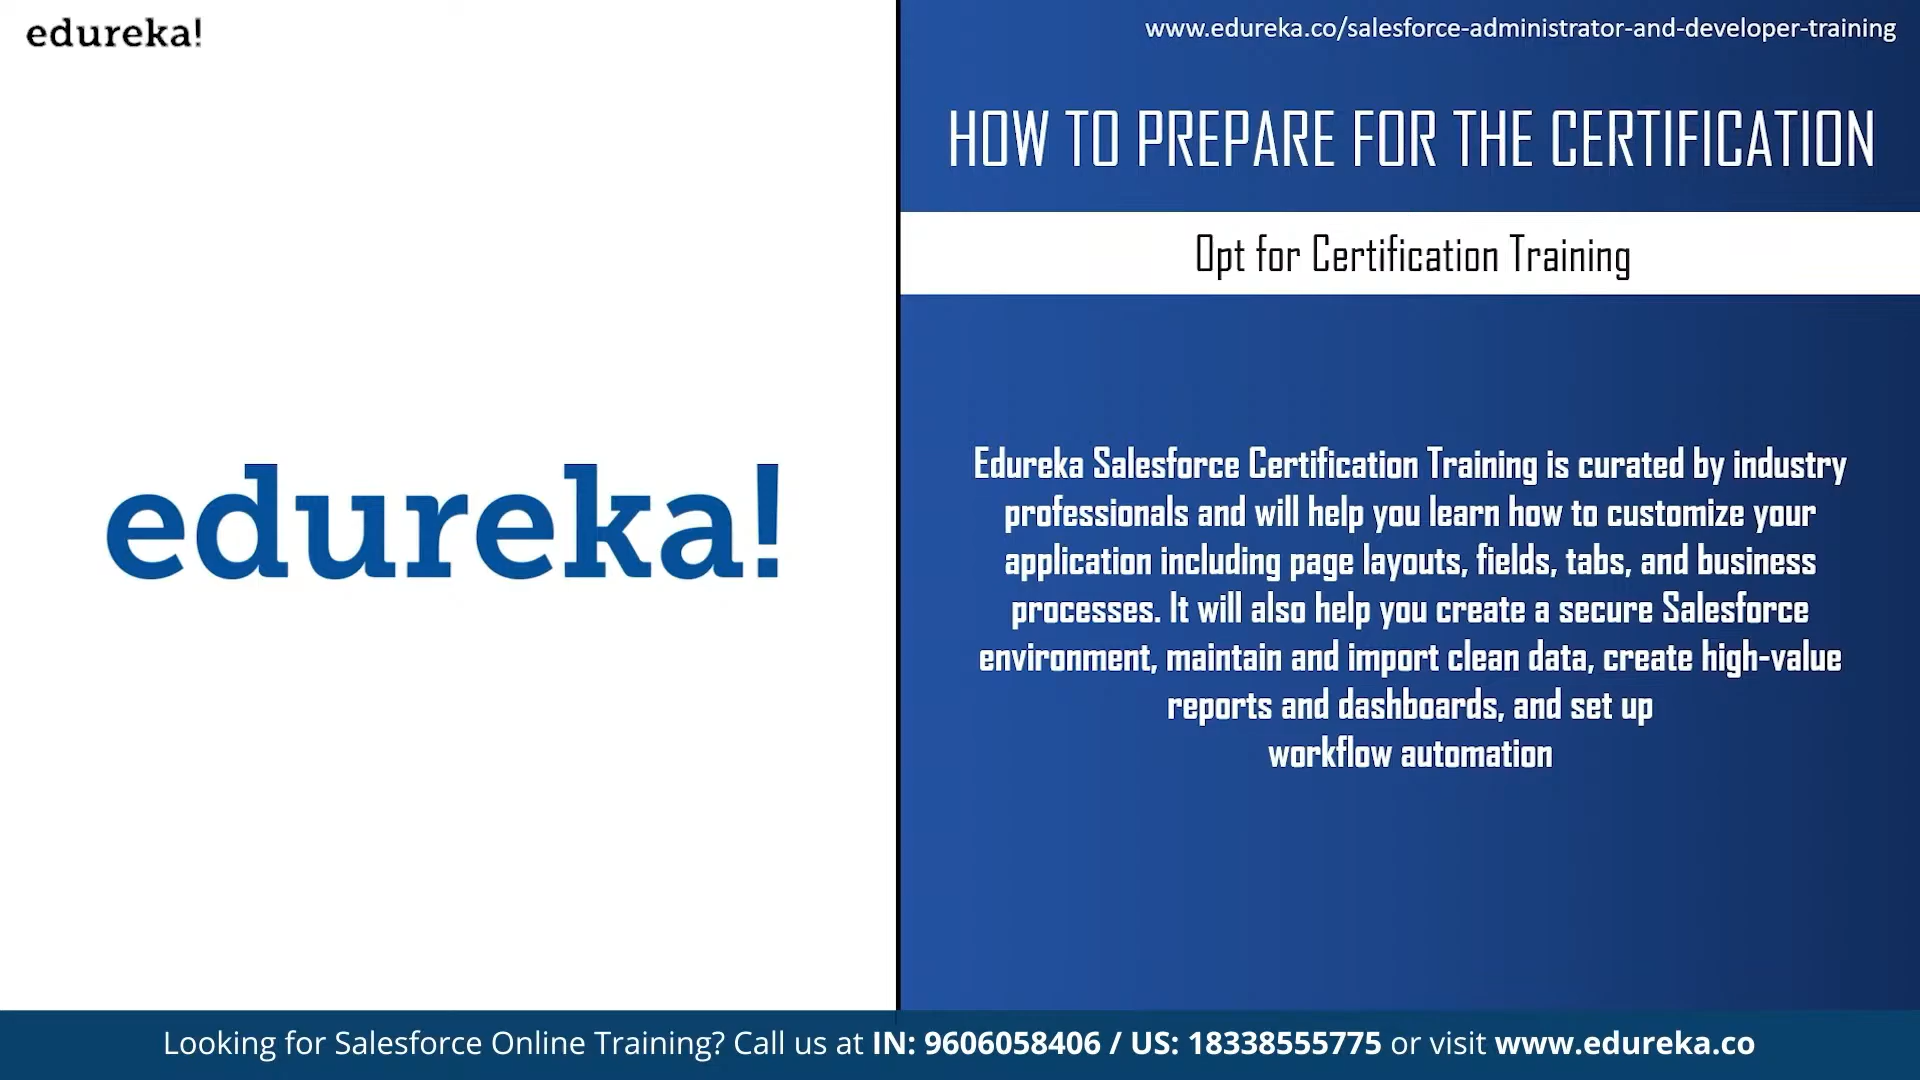 edureka!
www.edureka.co/salesforce-administrator-and-developer-training
HOW TO PREPARE FOR THE CERTIFICATION
Opt for Certification Training
edureka!
Edureka Salesforce Certification Training is curated by industry
professionals and will help you learn how to customize your
application including page layouts, fields, tabs, and business
processes. It will also help you create a secure Salesforce
environment, maintain and import clean data, create high-value
reports and dashboards, and set up
workflow automation
Looking for Salesforce Online Training? Call us at IN: 9606058406 / US: 18338555775 or visit www.edureka.co